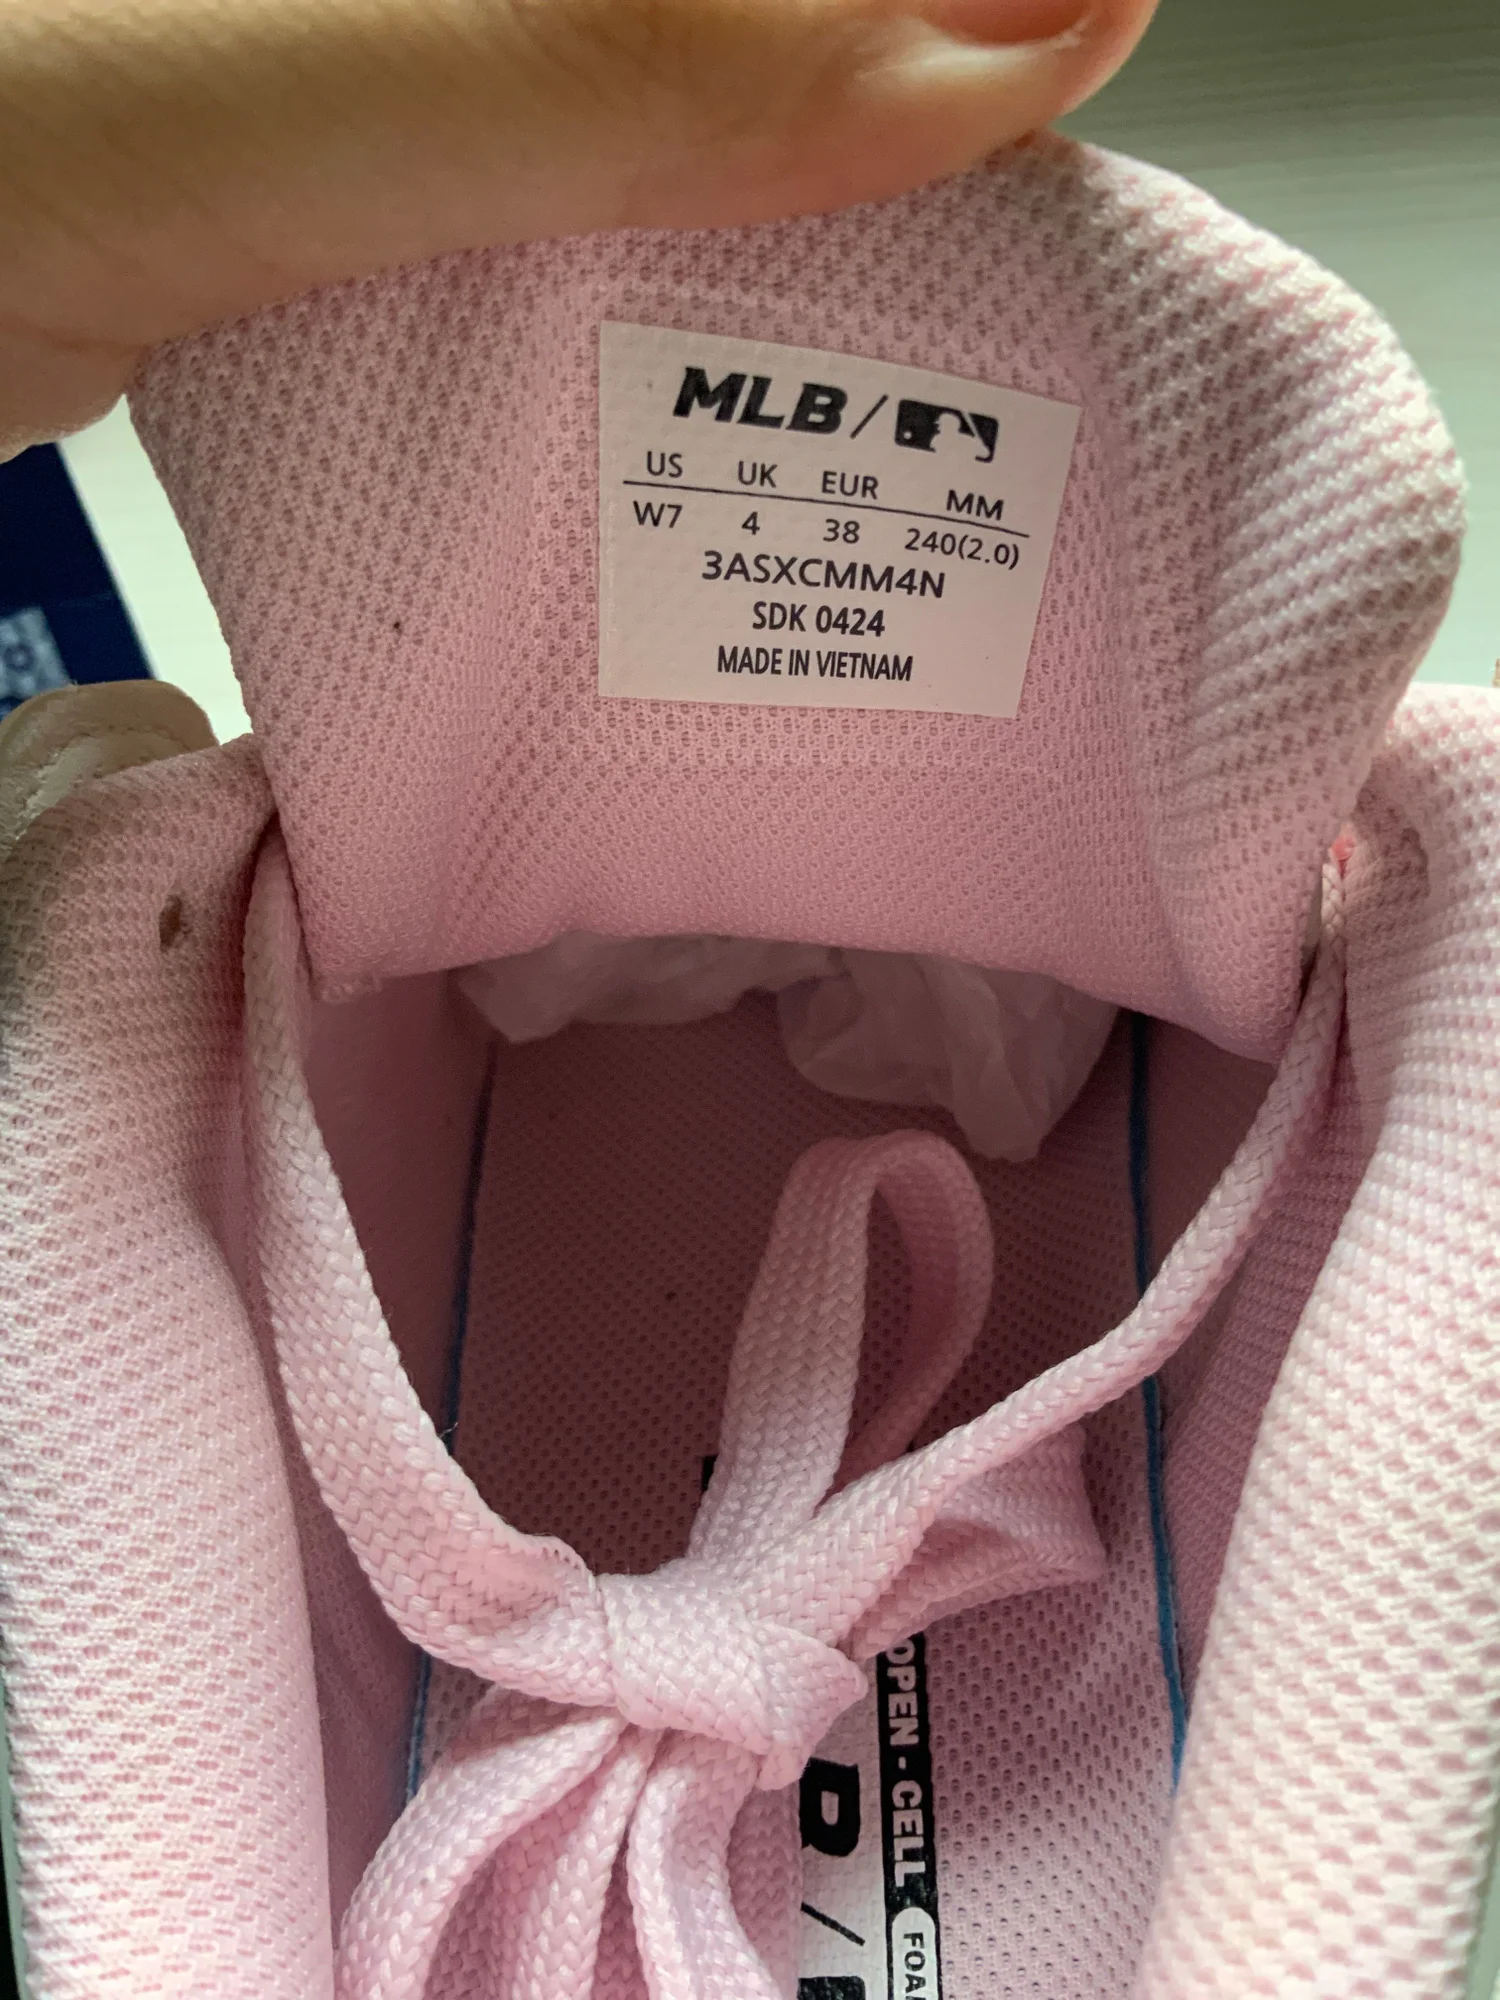 MLB /
US UK EUR MM
W7 4 38 240(2.0)
3ASXCMM4N
SDK 0424
MADE IN VIETNAM
OPEN - CELL
B /